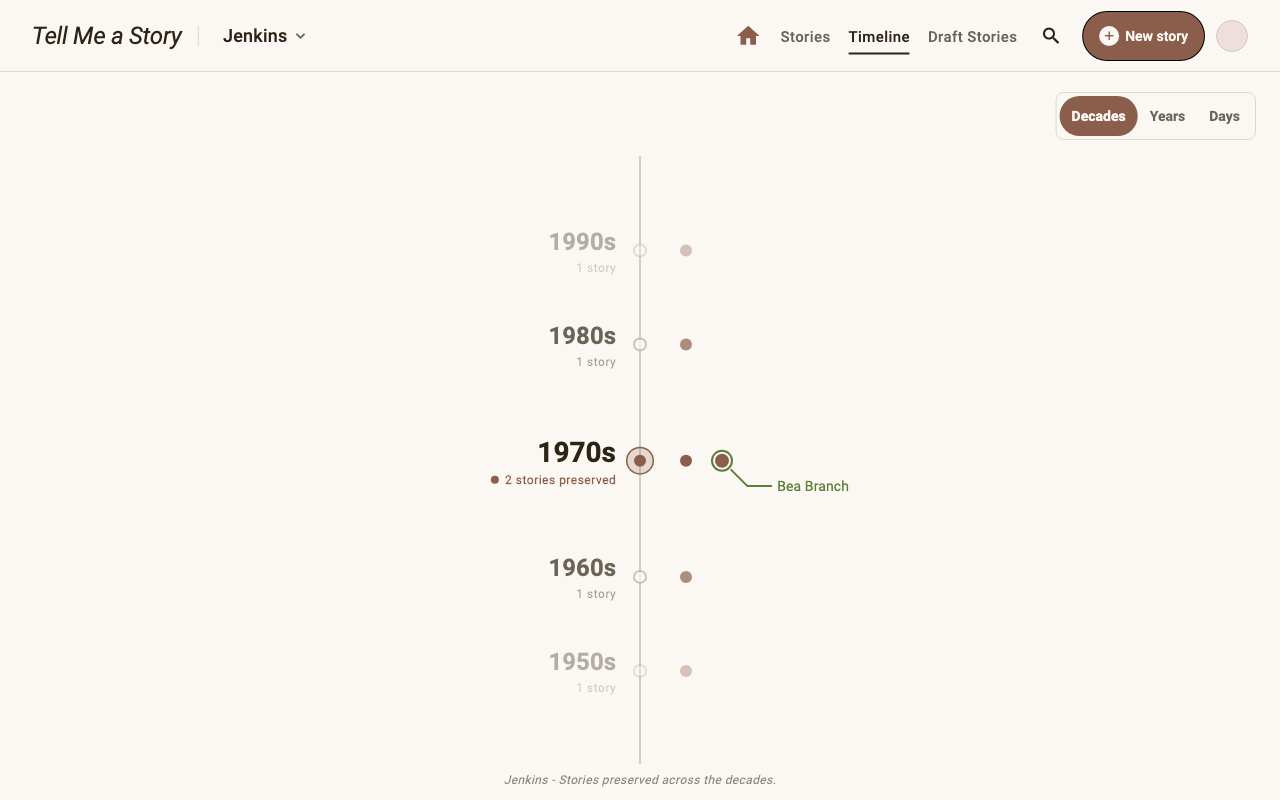 Tell Me a Story
Jenkins
Stories
Timeline
Draft Stories
New story
Decades
Years
Days
1990s
1 story
1980s
1 story
1970s
2 stories preserved
Bea Branch
1960s
1 story
1950s
1 story
Jenkins - Stories preserved across the decades.